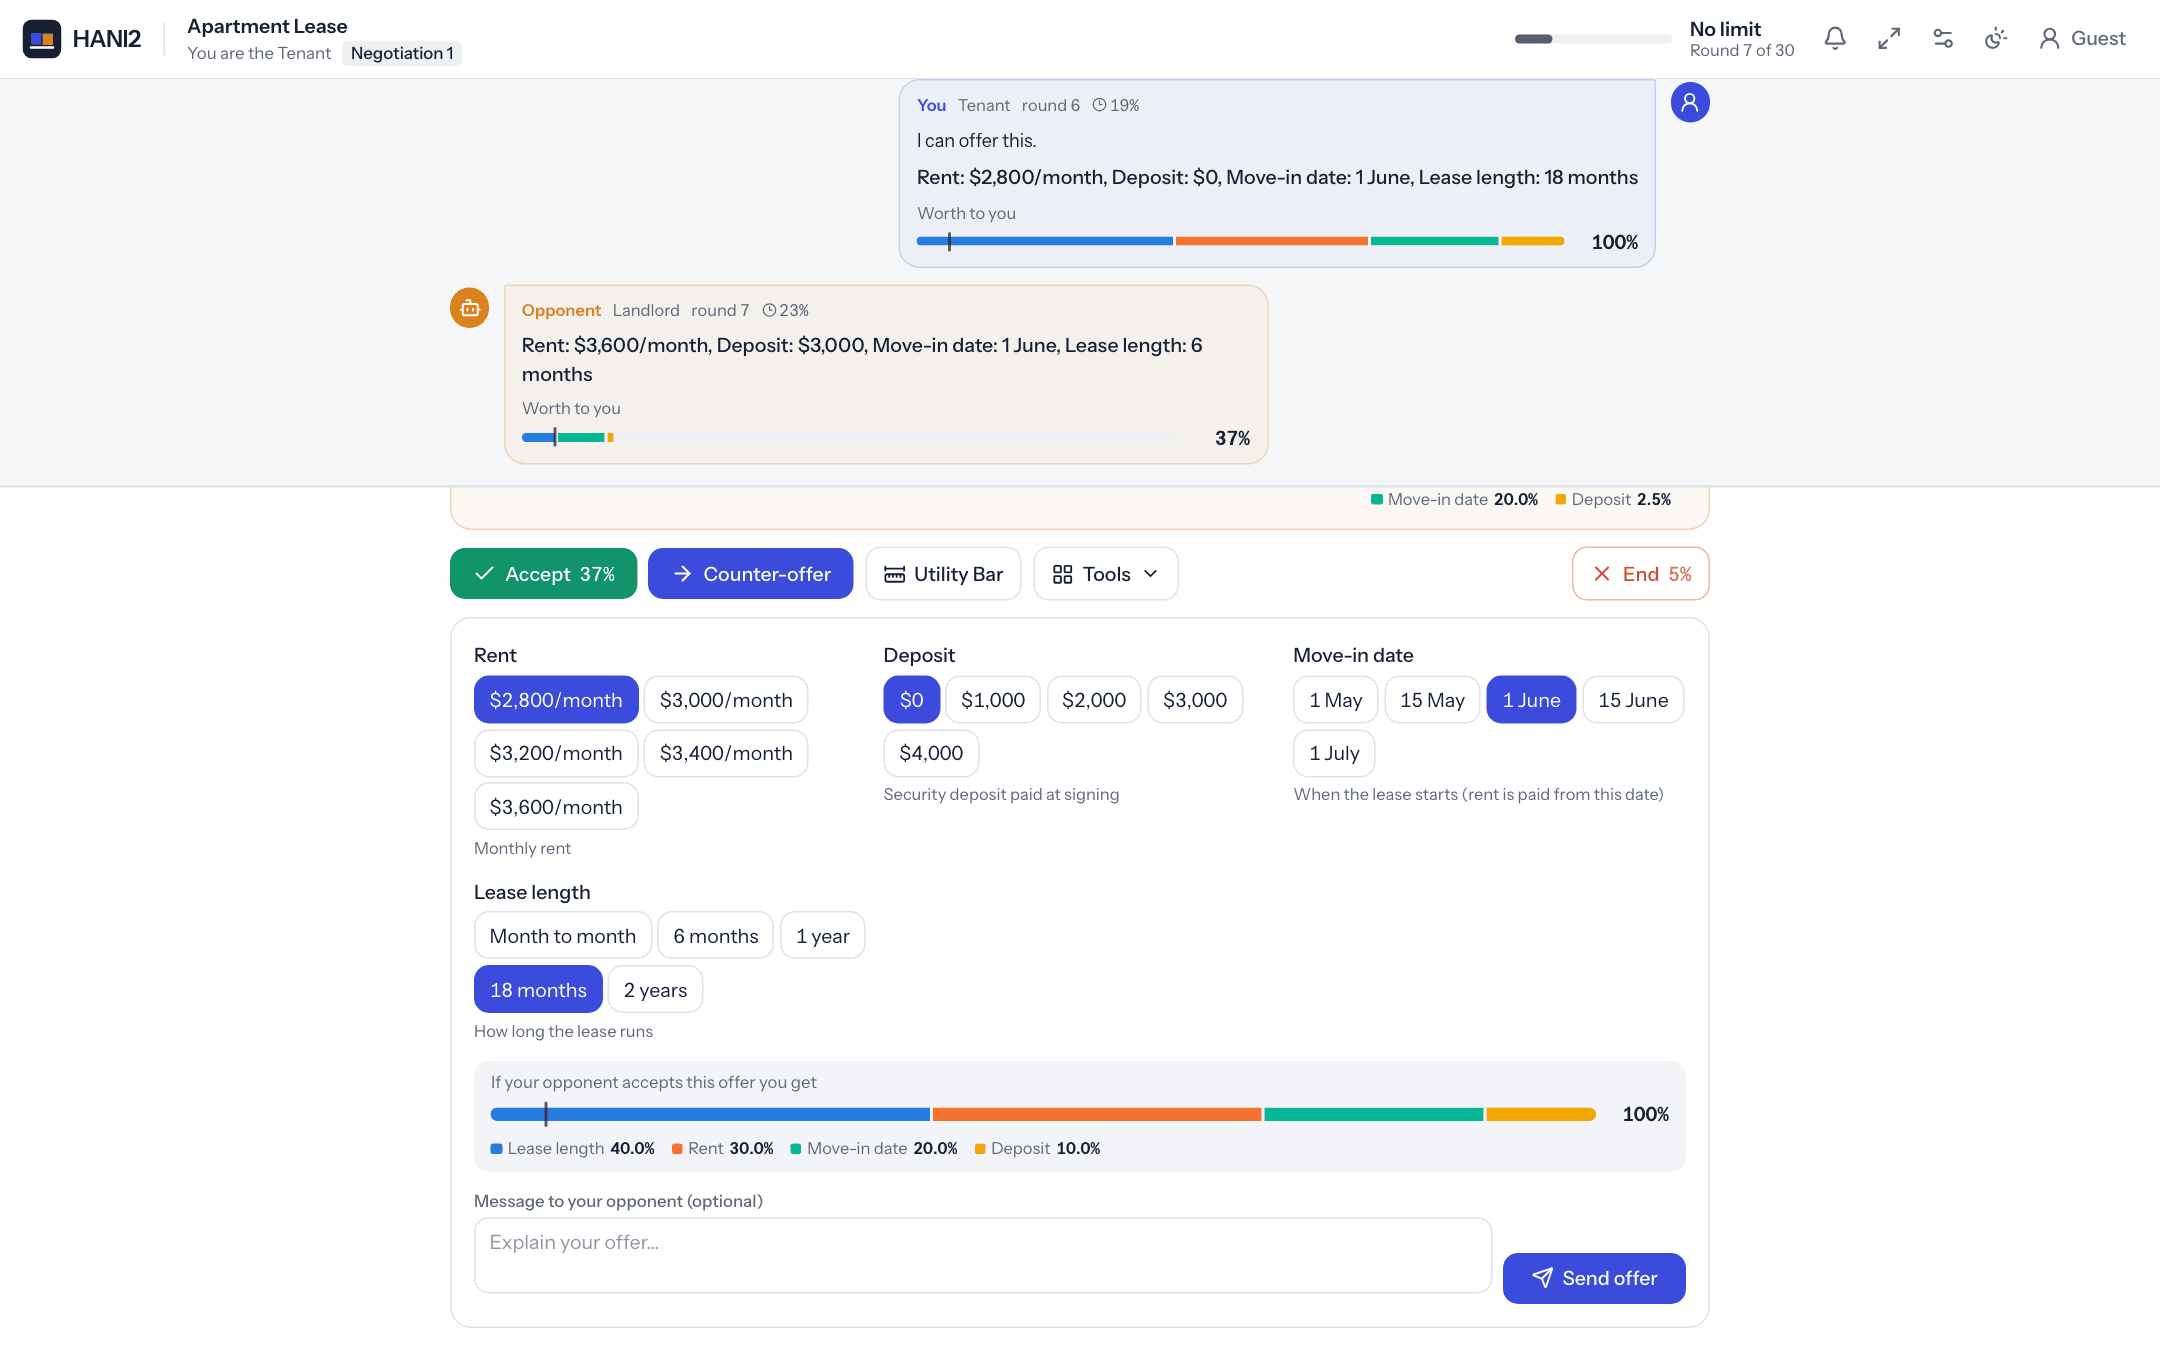 HANI2
Apartment Lease
You are the Tenant Negotiation 1
No limit
Round 7 of 30
Guest
You Tenant round 6 19%
I can offer this.
Rent: $2,800/month, Deposit: $0, Move-in date: 1 June, Lease length: 18 months
Worth to you
100%
Opponent Landlord round 7 23%
Rent: $3,600/month, Deposit: $3,000, Move-in date: 1 June, Lease length: 6
months
Worth to you
37%
Move-in date 20.0% Deposit 2.5%
Accept 37% Counter-offer Utility Bar Tools End 5%
Rent
$2,800/month $3,000/month
$3,200/month $3,400/month
$3,600/month
Monthly rent
Deposit
$0 $1,000 $2,000 $3,000
$4,000
Security deposit paid at signing
Move-in date
1 May 15 May 1 June 15 June
1 July
When the lease starts (rent is paid from this date)
Lease length
Month to month 6 months 1 year
18 months 2 years
How long the lease runs
If your opponent accepts this offer you get
100%
Lease length 40.0% Rent 30.0% Move-in date 20.0% Deposit 10.0%
Message to your opponent (optional)
Explain your offer...
Send offer